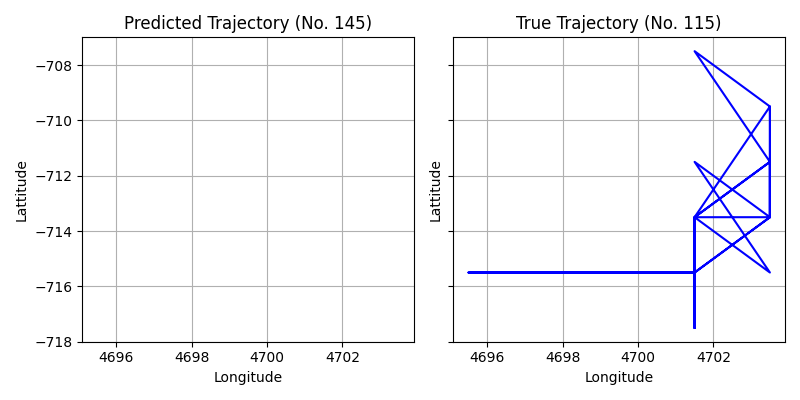 Predicted Trajectory (No. 145)
True Trajectory (No. 115)
Lattitude
−708
−710
−712
−714
−716
−718
4696
4698
4700
4702
Longitude
Lattitude
4696
4698
4700
4702
Longitude